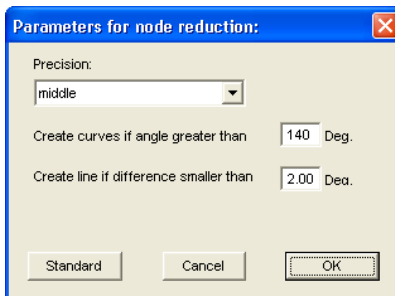 Parameters for node reduction:
Precision:
middle
Create curves if angle greater than 140 Deg.
Create line if difference smaller than 2.00 Deg.
Standard Cancel OK